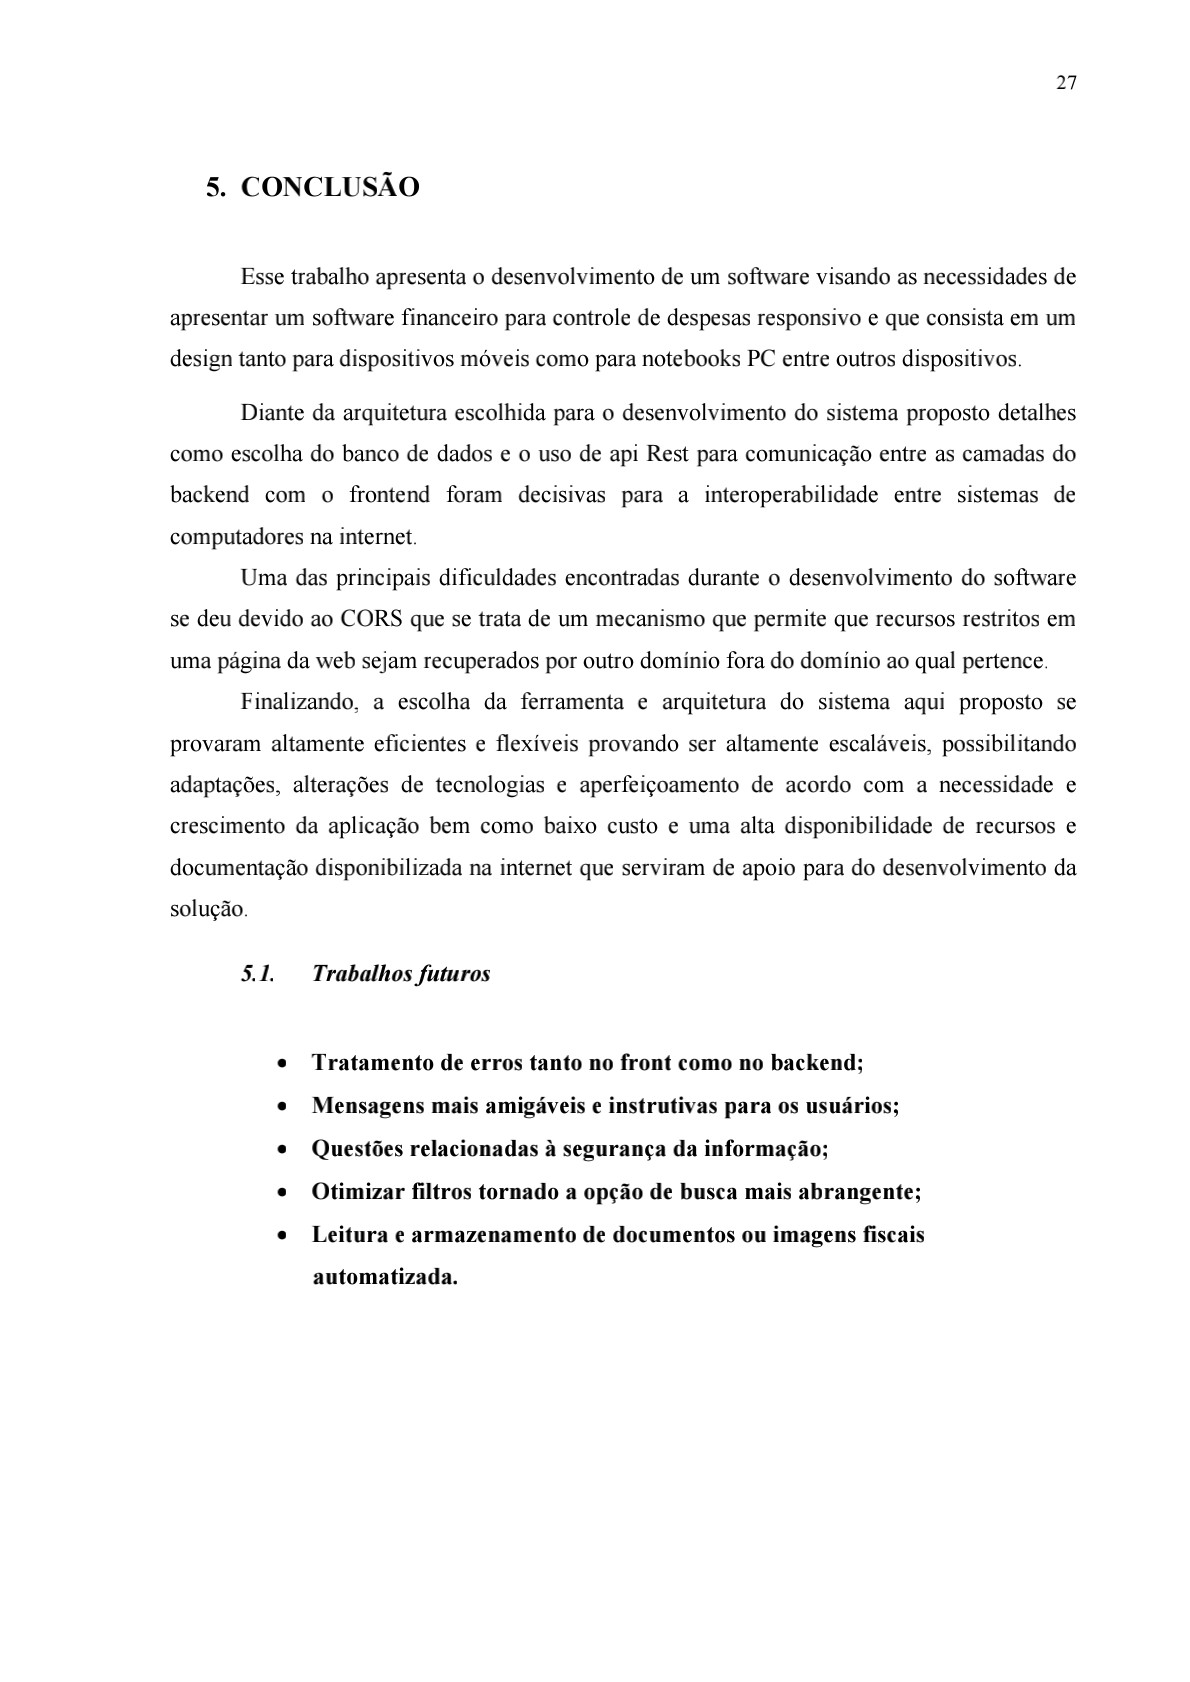 27
5. CONCLUSÃO
Esse trabalho apresenta o desenvolvimento de um software visando as necessidades de
apresentar um software financeiro para controle de despesas responsivo e que consista em um
design tanto para dispositivos móveis como para notebooks PC entre outros dispositivos.
Diante da arquitetura escolhida para o desenvolvimento do sistema proposto detalhes
como escolha do banco de dados e o uso de api Rest para comunicação entre as camadas do
backend com o frontend foram decisivas para a interoperabilidade entre sistemas de
computadores na internet.
Uma das principais dificuldades encontradas durante o desenvolvimento do software
se deu devido ao CORS que se trata de um mecanismo que permite que recursos restritos em
uma página da web sejam recuperados por outro domínio fora do domínio ao qual pertence.
Finalizando, a escolha da ferramenta e arquitetura do sistema aqui proposto se
provaram altamente eficientes e flexíveis provando ser altamente escaláveis, possibilitando
adaptações, alterações de tecnologias e aperfeiçoamento de acordo com a necessidade e
crescimento da aplicação bem como baixo custo e uma alta disponibilidade de recursos e
documentação disponibilizada na internet que serviram de apoio para do desenvolvimento da
solução.
5.1. Trabalhos futuros
• Tratamento de erros tanto no front como no backend;
• Mensagens mais amigáveis e instrutivas para os usuários;
• Questões relacionadas à segurança da informação;
• Otimizar filtros tornado a opção de busca mais abrangente;
• Leitura e armazenamento de documentos ou imagens fiscais
automatizada.